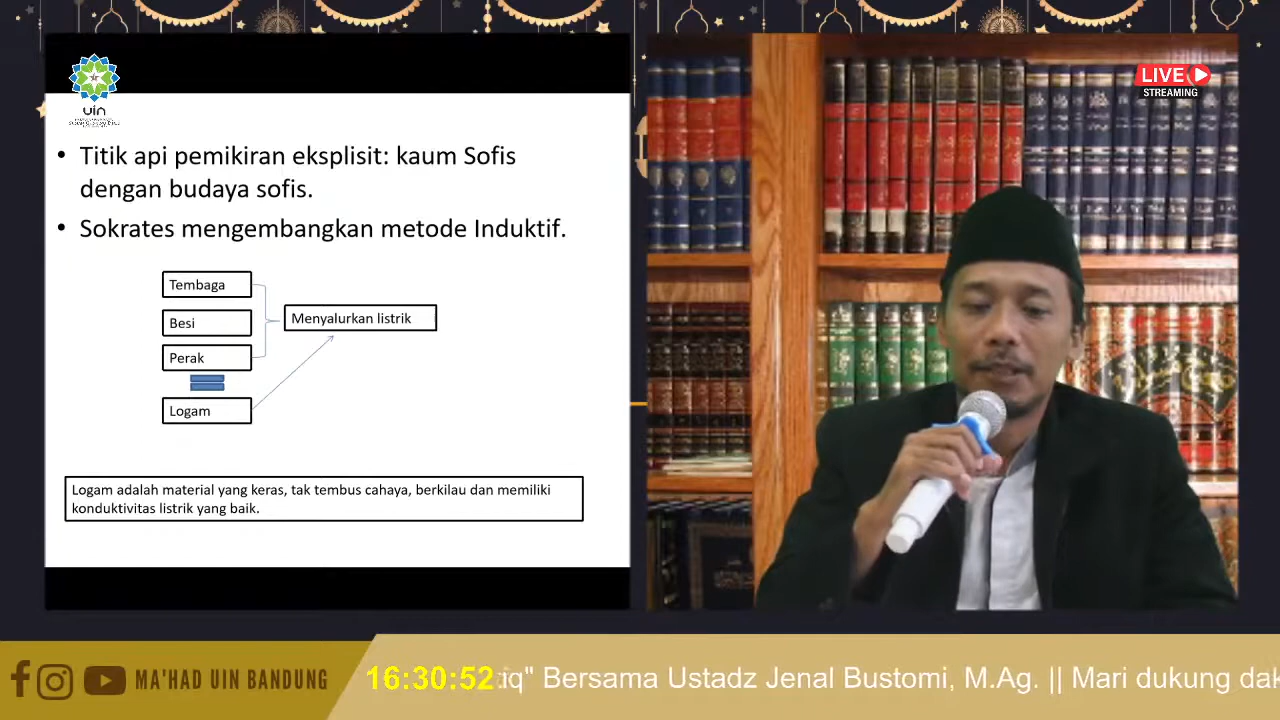 uin
• Titik api pemikiran eksplisit: kaum Sofis
dengan budaya sofis.
• Sokrates mengembangkan metode Induktif.
Tembaga
Besi
Perak
Logam
Menyalurkan listrik
Logam adalah material yang keras, tak tembus cahaya, berkilau dan memiliki
konduktivitas listrik yang baik.
LIVE
STREAMING
MA'HAD UIN BANDUNG
16:30:52 iq" Bersama Ustadz Jenal Bustomi, M.Ag. || Mari dukung dak